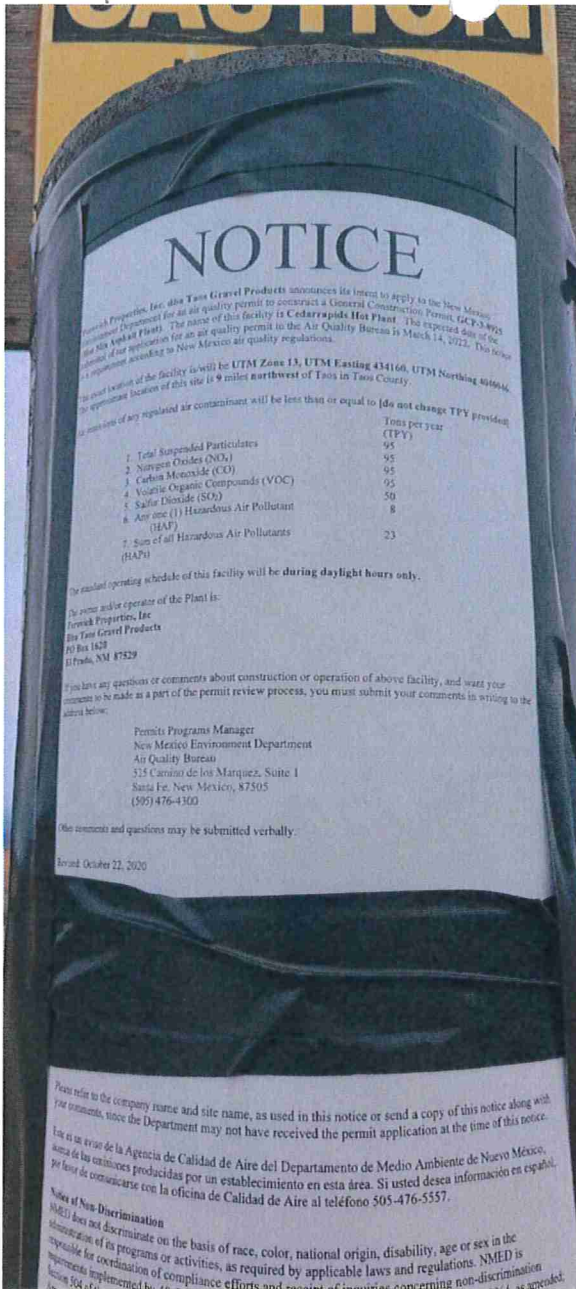 CAUTION
NOTICE
Properties, Inc. dba Taos Gravel Products announces its intent to apply to the New Mexico
Environment Department for an air quality permit to construct a General Construction Permit, GCP-3-8925
(Hot Mix Asphalt Plant). The name of this facility is Cedarrapids Hot Plant. The expected date of the
submittal of our application for an air quality permit to the Air Quality Bureau is March 14, 2022. This notice
is a requirement according to New Mexico air quality regulations.
The exact location of the facility is/will be UTM Zone 13, UTM Easting 434160, UTM Northing
The approximate location of this site is 9 miles northwest of Taos in Taos County.
Air emissions of any regulated air contaminant will be less than or equal to [do not change TPY provided]
Tons per year
(TPY)
1. Total Suspended Particulates 95
2. Nitrogen Oxides (NOx) 95
3. Carbon Monoxide (CO) 95
4. Volatile Organic Compounds (VOC) 95
5. Sulfur Dioxide (SO2) 50
6. Any one (1) Hazardous Air Pollutant 8
(HAP)
7. Sum of all Hazardous Air Pollutants 23
(HAPs)
The standard operating schedule of this facility will be during daylight hours only.
The owner and/or operator of the Plant is:
Properties, Inc
dba Taos Gravel Products
PO Box 1620
El Prado, NM 87529
If you have any questions or comments about construction or operation of above facility, and want your
comments to be made as a part of the permit review process, you must submit your comments in writing to the
address below:
Permits Programs Manager
New Mexico Environment Department
Air Quality Bureau
525 Camino de los Marquez, Suite 1
Santa Fe, New Mexico, 87505
(505) 476-4300
Other comments and questions may be submitted verbally.
Revised: October 22, 2020
Please refer to the company name and site name, as used in this notice or send a copy of this notice along with
your comments, since the Department may not have received the permit application at the time of this notice.
Este es un aviso de la Agencia de Calidad de Aire del Departamento de Medio Ambiente de Nuevo México,
acerca de las emisiones producidas por un establecimiento en esta área. Si usted desea información en español,
por favor de comunicarse con la oficina de Calidad de Aire al teléfono 505-476-5557.
Notice of Non-Discrimination
NMED does not discriminate on the basis of race, color, national origin, disability, age or sex in the
administration of its programs or activities, as required by applicable laws and regulations. NMED is
responsible for coordination of compliance efforts and receipt of inquiries concerning non-discrimination
requirements implemented by
as amended;